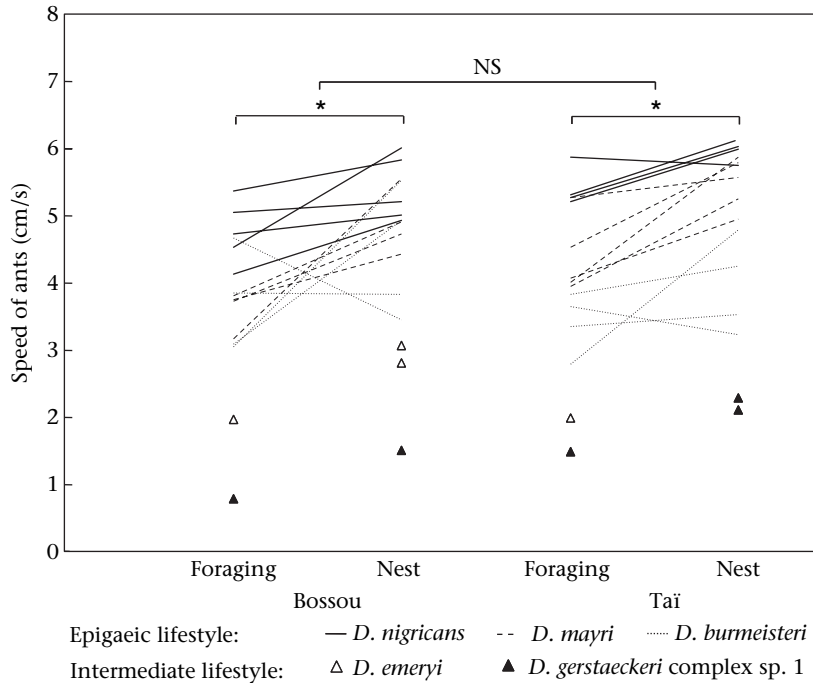 8
7
6
5
4
3
2
1
0
Speed of ants (cm/s)
NS
*
*
Foraging Nest Foraging Nest
Bossou Taï
Epigaeic lifestyle: D. nigricans D. mayri D. burmeisteri
Intermediate lifestyle: D. emeryi D. gerstaeckeri complex sp. 1